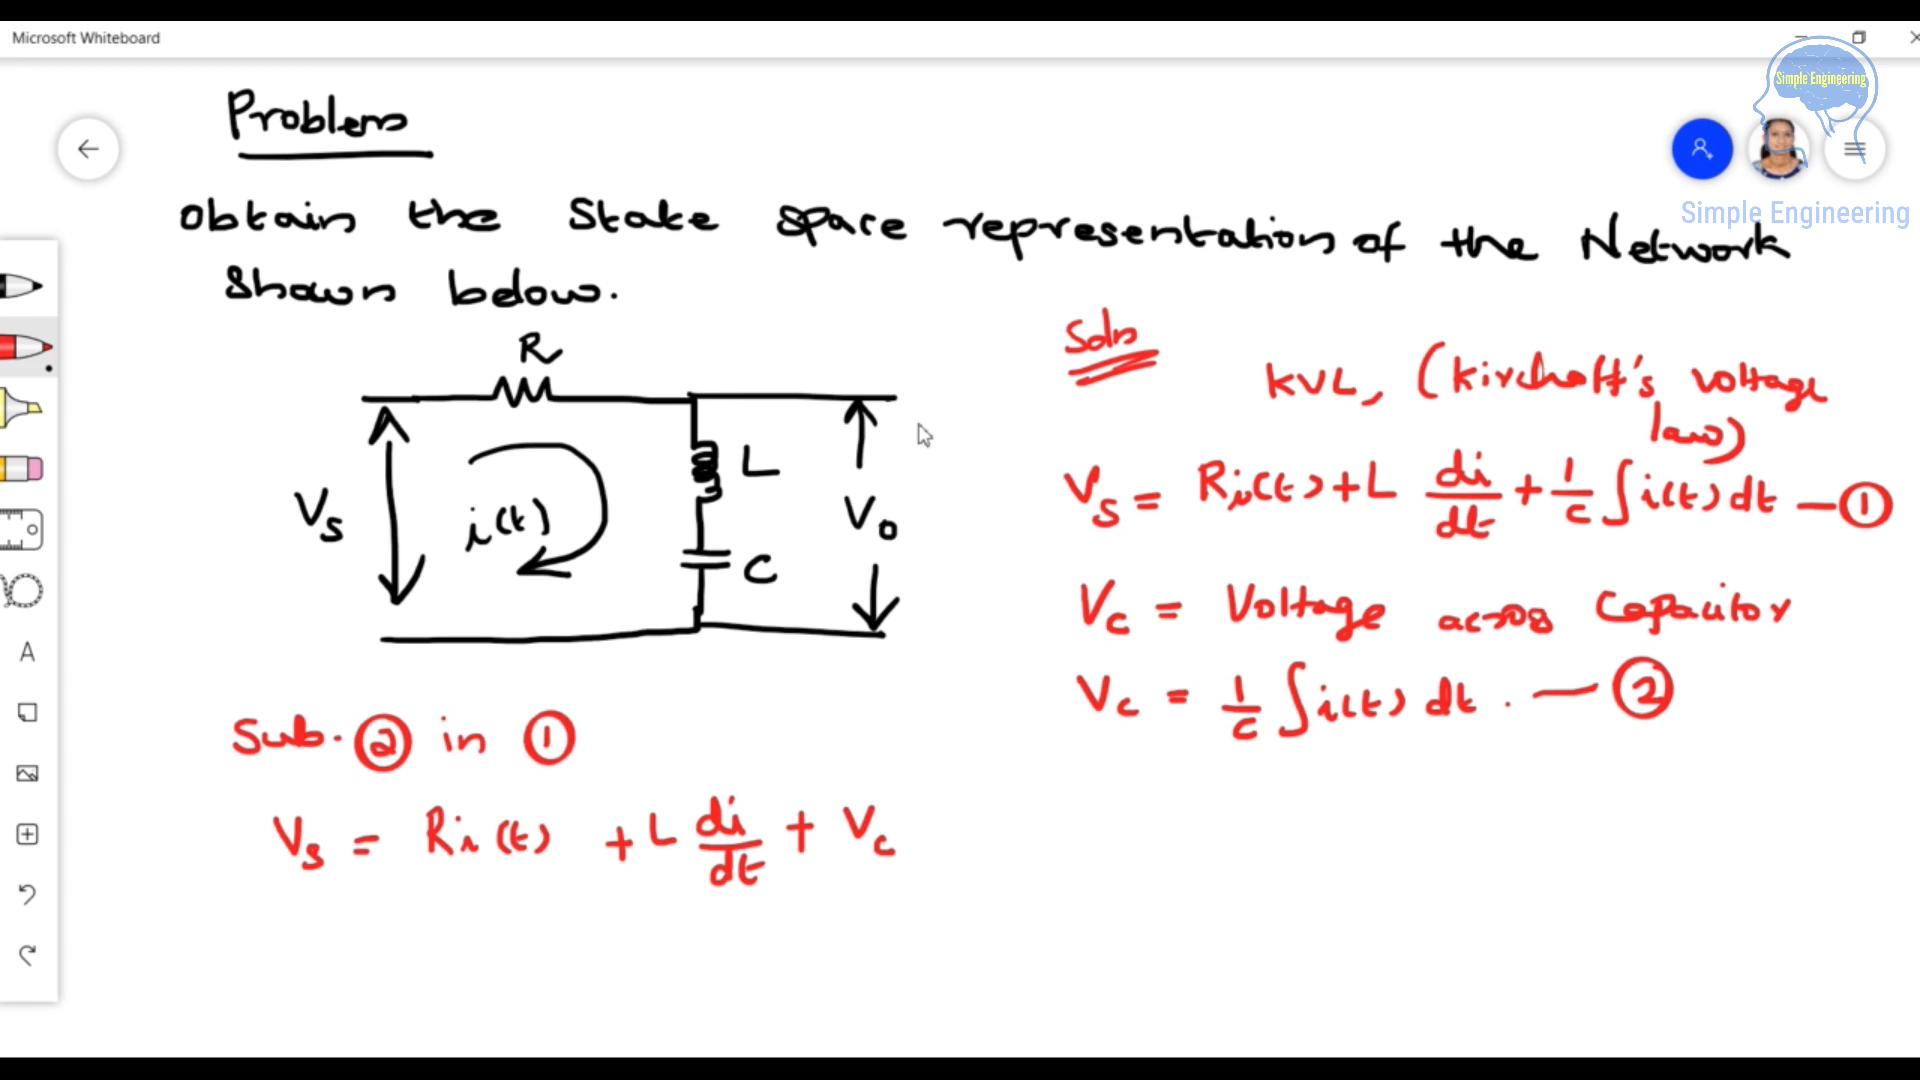 Microsoft Whiteboard
Simple Engineering
Problem
Simple Engineering
Obtain the State space representation of the Network
shown below.
R
L
C
Vs
i(t)
Vo
Soln
KVL, (Kirchoff's voltage
law)
Vs = Ri(t) + L di/dt + 1/C ∫i(t) dt — ①
Vc = Voltage across Capacitor
Vc = 1/C ∫i(t) dt. — ②
Sub. ② in ①
Vs = Ri(t) + L di/dt + Vc
A